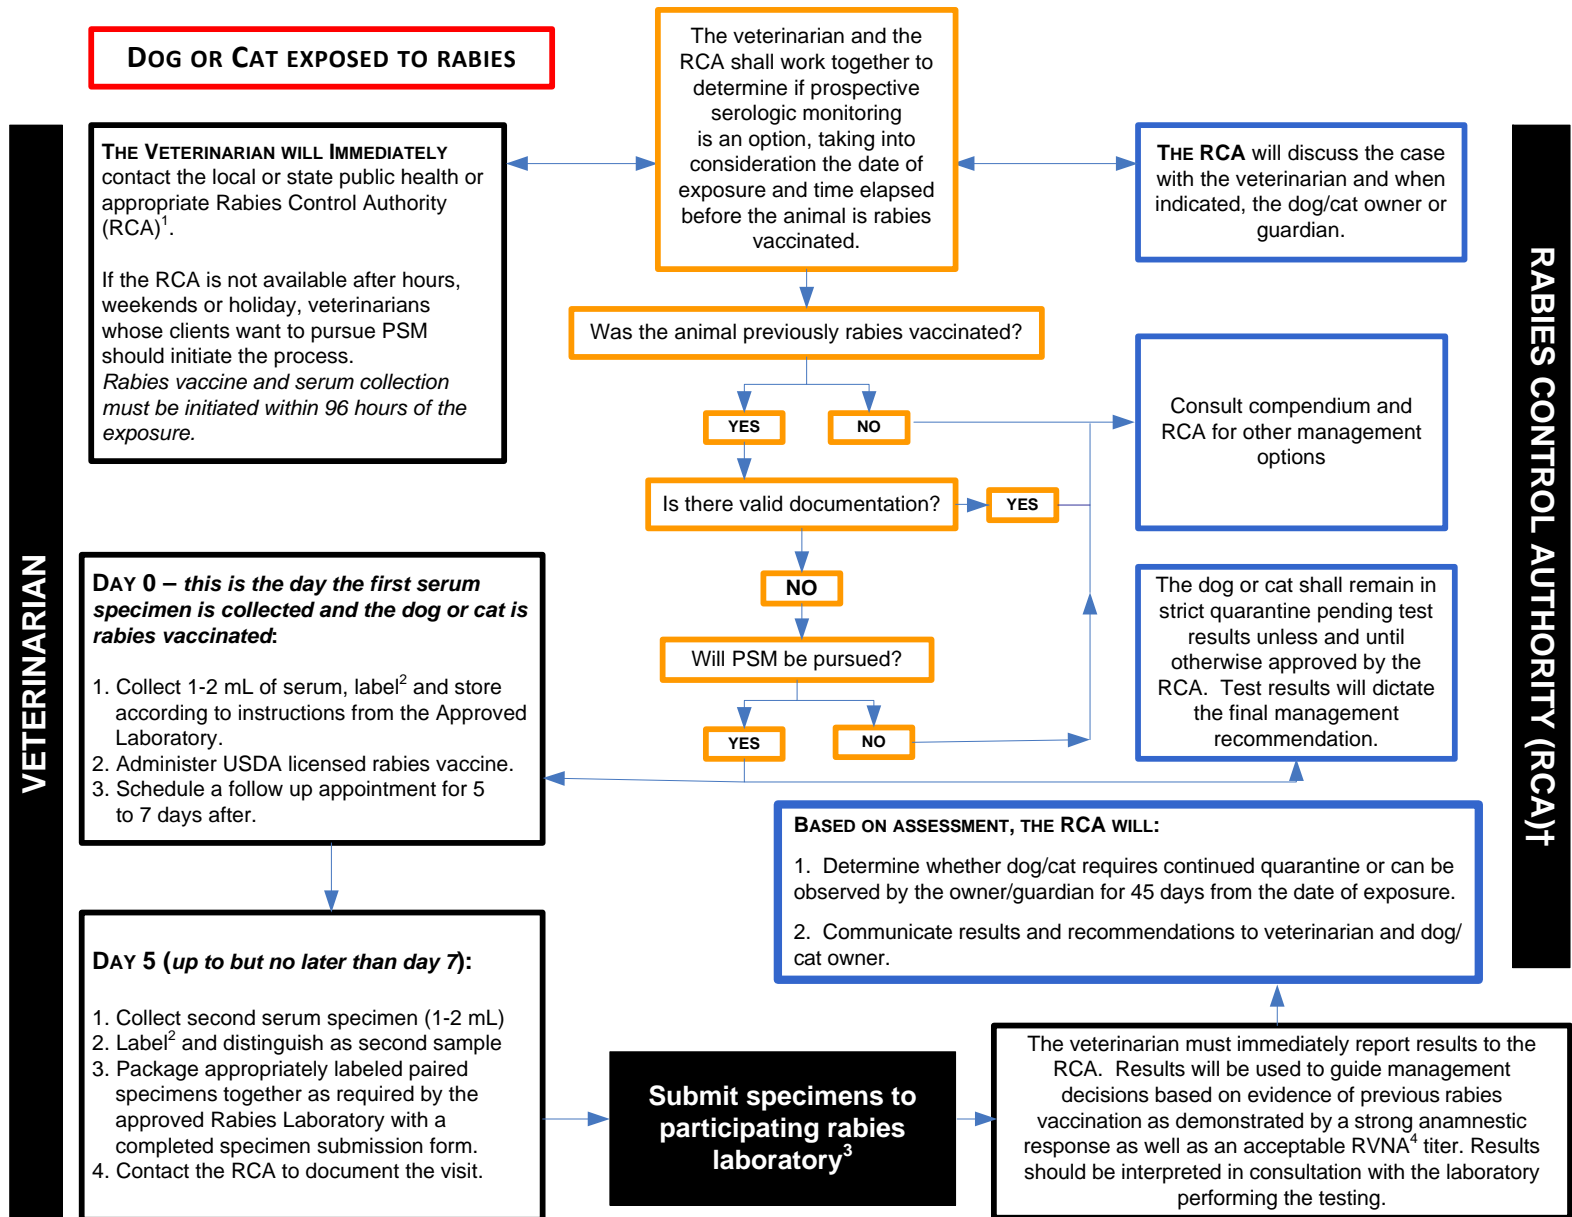 DOG OR CAT EXPOSED TO RABIES
The veterinarian and the
RCA shall work together to
determine if prospective
serologic monitoring
is an option, taking into
consideration the date of
exposure and time elapsed
before the animal is rabies
vaccinated.
VETERINARIAN
THE VETERINARIAN WILL IMMEDIATELY
contact the local or state public health or
appropriate Rabies Control Authority
(RCA)¹.
If the RCA is not available after hours,
weekends or holiday, veterinarians
whose clients want to pursue PSM
should initiate the process.
Rabies vaccine and serum collection
must be initiated within 96 hours of the
exposure.
THE RCA will discuss the case
with the veterinarian and when
indicated, the dog/cat owner or
guardian.
RABIES CONTROL AUTHORITY (RCA)†
Was the animal previously rabies vaccinated?
YES
NO
Consult compendium and
RCA for other management
options
Is there valid documentation?
YES
NO
Will PSM be pursued?
YES
NO
The dog or cat shall remain in
strict quarantine pending test
results unless and until
otherwise approved by the
RCA. Test results will dictate
the final management
recommendation.
DAY 0 – this is the day the first serum
specimen is collected and the dog or cat is
rabies vaccinated:
1. Collect 1-2 mL of serum, label² and store
according to instructions from the Approved
Laboratory.
2. Administer USDA licensed rabies vaccine.
3. Schedule a follow up appointment for 5
to 7 days after.
DAY 5 (up to but no later than day 7):
1. Collect second serum specimen (1-2 mL)
2. Label² and distinguish as second sample
3. Package appropriately labeled paired
specimens together as required by the
approved Rabies Laboratory with a
completed specimen submission form.
4. Contact the RCA to document the visit.
Submit specimens to
participating rabies
laboratory³
The veterinarian must immediately report results to the
RCA. Results will be used to guide management
decisions based on evidence of previous rabies
vaccination as demonstrated by a strong anamnestic
response as well as an acceptable RVNA⁴ titer. Results
should be interpreted in consultation with the laboratory
performing the testing.
BASED ON ASSESSMENT, THE RCA WILL:
1. Determine whether dog/cat requires continued quarantine or can be
observed by the owner/guardian for 45 days from the date of exposure.
2. Communicate results and recommendations to veterinarian and dog/
cat owner.